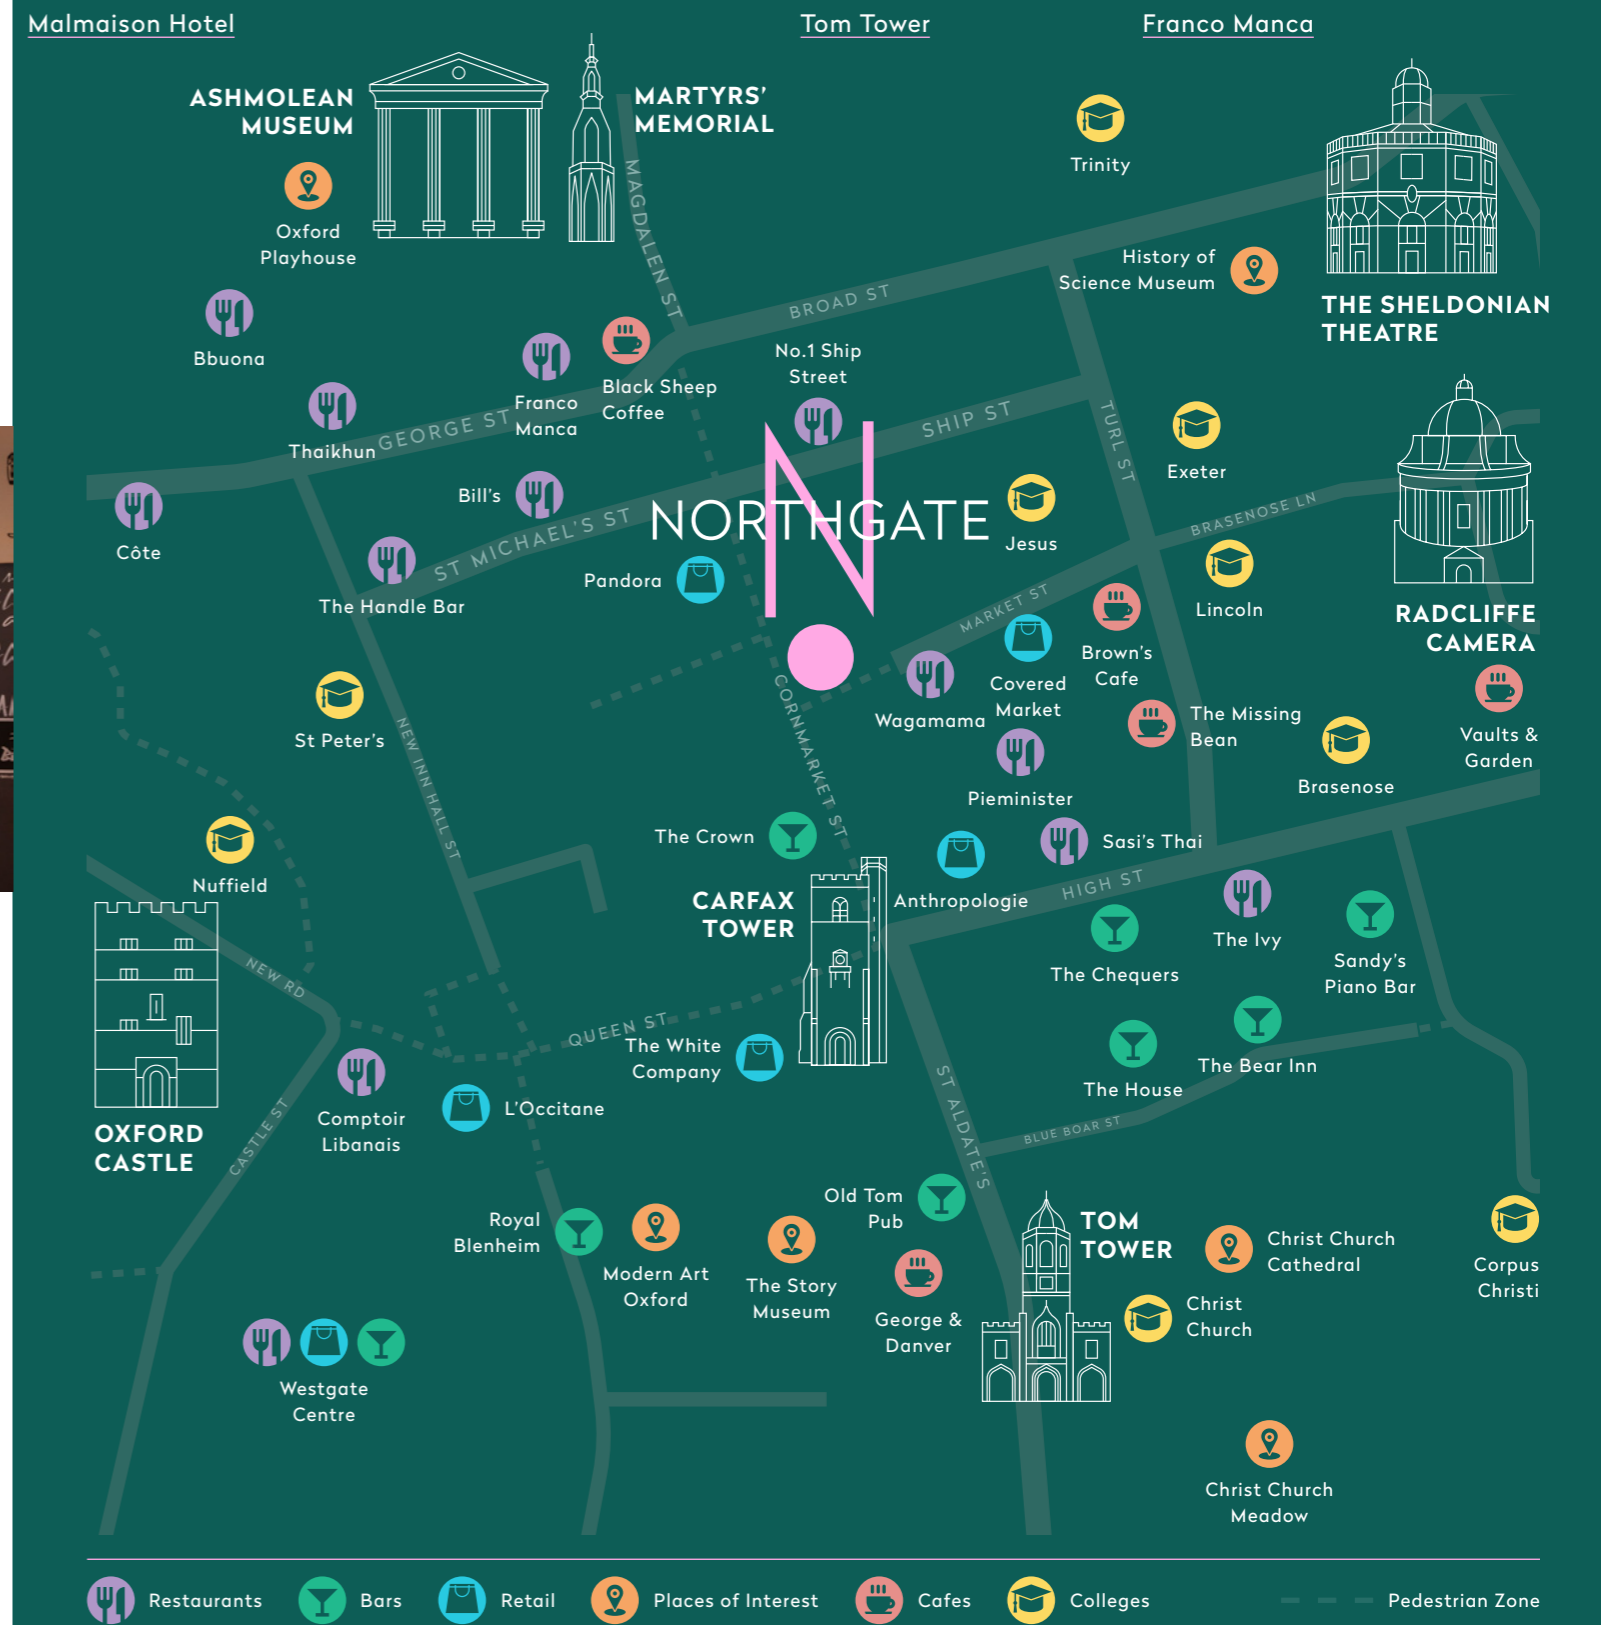 Malmaison Hotel
Tom Tower
Franco Manca
ASHMOLEAN
MUSEUM
MARTYRS'
MEMORIAL
Trinity
Oxford
Playhouse
MAGDALEN ST
History of
Science Museum
THE SHELDONIAN
THEATRE
BROAD ST
Bbuona
No.1 Ship
Street
Black Sheep
Coffee
Franco
Manca
GEORGE ST
Thaikhun
SHIP ST
TURL ST
Exeter
Bill's
ST MICHAEL'S ST
N
NORTHGATE
Jesus
BRASENOSE LN
Côte
The Handle Bar
Pandora
MARKET ST
Lincoln
RADCLIFFE
CAMERA
Brown's
Cafe
Covered
Market
Wagamama
The Missing
Bean
Vaults &
Garden
St Peter's
NEW INN HALL ST
CORNMARKET ST
Pieminister
Brasenose
The Crown
Sasi's Thai
Nuffield
CARFAX
TOWER
Anthropologie
HIGH ST
The Ivy
Sandy's
Piano Bar
The Chequers
NEW RD
QUEEN ST
The White
Company
The Bear Inn
The House
OXFORD
CASTLE
CASTLE ST
Comptoir
Libanais
L'Occitane
ST ALDATE'S
BLUE BOAR ST
Old Tom
Pub
Royal
Blenheim
Modern Art
Oxford
The Story
Museum
TOM
TOWER
Christ Church
Cathedral
Corpus
Christi
George &
Danver
Christ
Church
Westgate
Centre
Christ Church
Meadow
Restaurants
Bars
Retail
Places of Interest
Cafes
Colleges
Pedestrian Zone